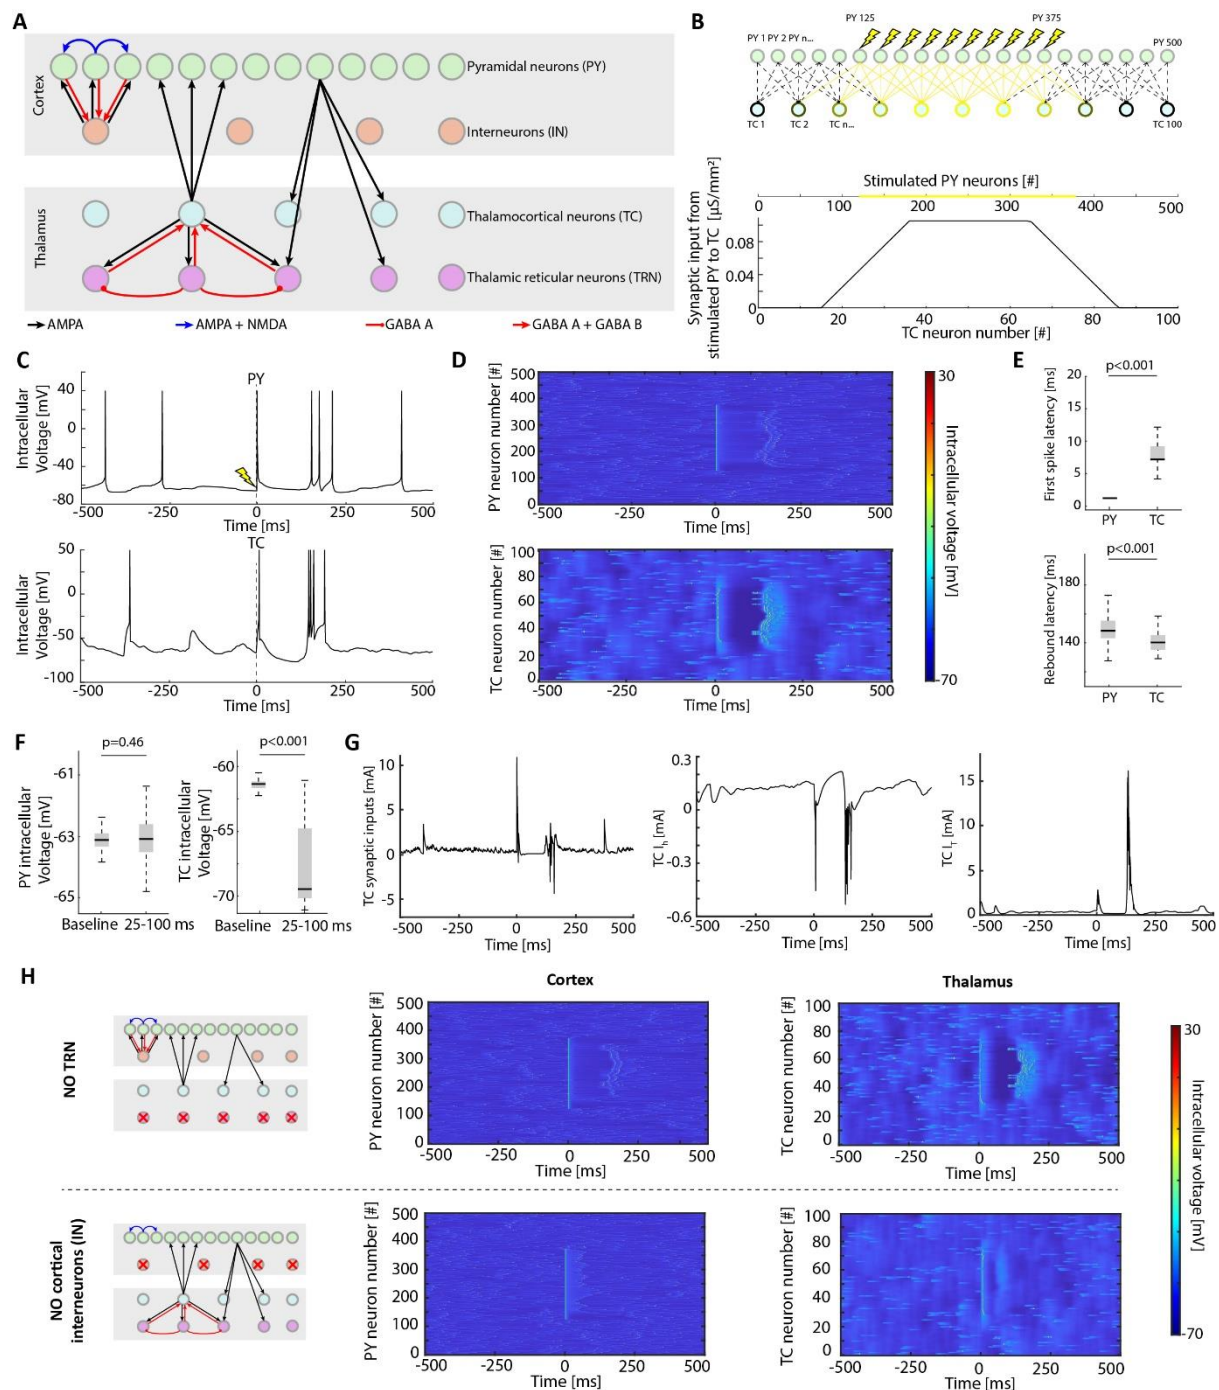 A
Cortex
Pyramidal neurons (PY)
Interneurons (IN)
Thalamus
Thalamocortical neurons (TC)
Thalamic reticular neurons (TRN)
AMPA
AMPA + NMDA
GABA A
GABA A + GABA B
B
PY 125
PY 375
PY 1 PY 2 PY n...
PY 500
TC 1
TC 2
TC n...
TC 100
Stimulated PY neurons [#]
0 100 200 300 400 500
Synaptic input from
stimulated PY to TC [µS/mm²]
0.08
0.04
0
0 20 40 60 80 100
TC neuron number [#]
C
PY
Intracellular
Voltage [mV]
40
0
-40
-60
-80
-500 -250 0 250 500
Time [ms]
TC
Intracellular
Voltage [mV]
50
0
-50
-100
-500 -250 0 250 500
Time [ms]
D
PY neuron number [#]
500
400
300
200
100
0
-500 -250 0 250 500
Time [ms]
TC neuron number [#]
100
80
60
40
20
0
-500 -250 0 250 500
Time [ms]
30
Intracellular voltage [mV]
-70
E
First spike latency [ms]
20
15
10
5
0
p<0.001
PY TC
Rebound latency [ms]
180
140
p<0.001
PY TC
F
p=0.46
PY intracellular
Voltage [mV]
-61
-63
-65
Baseline 25-100 ms
p<0.001
TC intracellular
Voltage [mV]
-60
-65
-70
Baseline 25-100 ms
G
TC synaptic inputs [mA]
10
5
0
-5
-500 -250 0 250 500
Time [ms]
TC Ih [mA]
0.3
0
-0.3
-0.6
-500 -250 0 250 500
Time [ms]
TC IT [mA]
15
10
5
0
-500 -250 0 250 500
Time [ms]
H
Cortex
Thalamus
NO TRN
PY neuron number [#]
500
400
300
200
100
0
-500 -250 0 250 500
Time [ms]
TC neuron number [#]
100
80
60
40
20
0
-500 -250 0 250 500
Time [ms]
NO cortical
interneurons (IN)
PY neuron number [#]
500
400
300
200
100
0
-500 -250 0 250 500
Time [ms]
TC neuron number [#]
100
80
60
40
20
0
-500 -250 0 250 500
Time [ms]
30
Intracellular voltage [mV]
-70